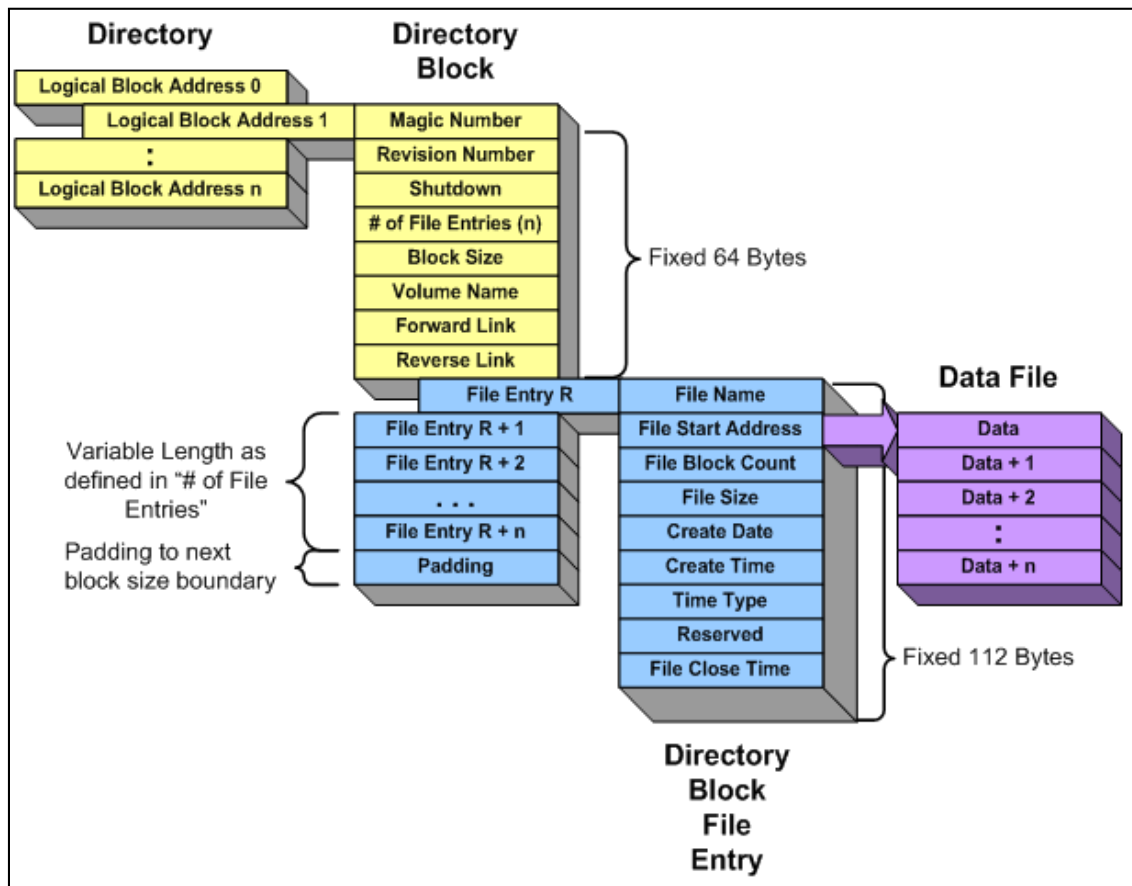 Directory
Logical Block Address 0
Logical Block Address 1
:
Logical Block Address n
Directory
Block
Magic Number
Revision Number
Shutdown
# of File Entries (n)
Block Size
Volume Name
Forward Link
Reverse Link
Fixed 64 Bytes
File Entry R
File Entry R + 1
File Entry R + 2
. . .
File Entry R + n
Padding
Variable Length as
defined in “# of File
Entries”
Padding to next
block size boundary
File Name
File Start Address
File Block Count
File Size
Create Date
Create Time
Time Type
Reserved
File Close Time
Fixed 112 Bytes
Directory
Block
File
Entry
Data File
Data
Data + 1
Data + 2
:
Data + n